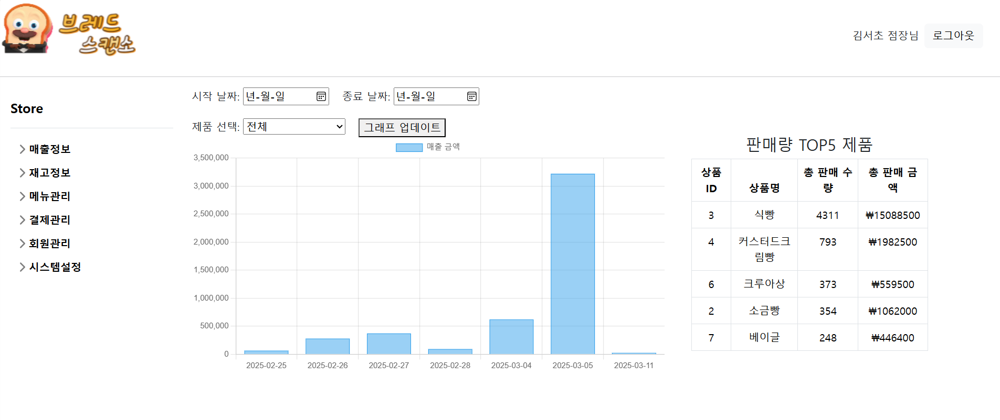 브레드
스캔소
김서초 점장님 로그아웃
시작 날짜: 년-월-일 종료 날짜: 년-월-일
Store
제품 선택: 전체 그래프 업데이트
매출정보
재고정보
메뉴관리
결제관리
회원관리
시스템설정
매출 금액
3,500,000
3,000,000
2,500,000
2,000,000
1,500,000
1,000,000
500,000
0
2025-02-25 2025-02-26 2025-02-27 2025-02-28 2025-03-04 2025-03-05 2025-03-11
판매량 TOP5 제품
상품 ID 상품명 총 판매 수량 총 판매 금액
3 식빵 4311 ₩15088500
4 커스터드크림빵 793 ₩1982500
6 크루아상 373 ₩559500
2 소금빵 354 ₩1062000
7 베이글 248 ₩446400